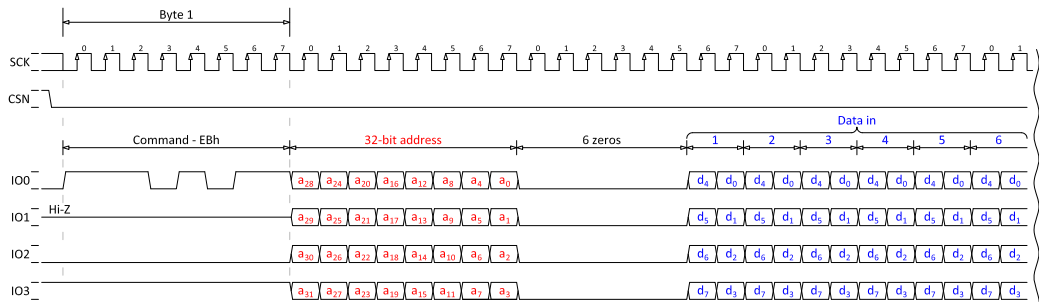 Byte 1
0 1 2 3 4 5 6 7 0 1 2 3 4 5 6 7 0 1 2 3 4 5 6 7 0 1 2 3 4 5 6 7 0 1
SCK
CSN
Data in
Command - EBh 32-bit address 6 zeros 1 2 3 4 5 6
IO0 a28 a24 a20 a16 a12 a8 a4 a0 d4 d0 d4 d0 d4 d0 d4 d0 d4 d0 d4 d0
Hi-Z
IO1 a29 a25 a21 a17 a13 a9 a5 a1 d5 d1 d5 d1 d5 d1 d5 d1 d5 d1 d5 d1
IO2 a30 a26 a22 a18 a14 a10 a6 a2 d6 d2 d6 d2 d6 d2 d6 d2 d6 d2 d6 d2
IO3 a31 a27 a23 a19 a15 a11 a7 a3 d7 d3 d7 d3 d7 d3 d7 d3 d7 d3 d7 d3